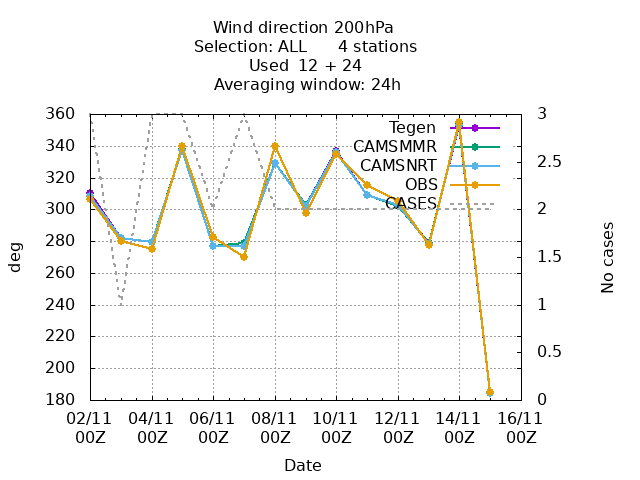 Wind direction 200hPa
Selection: ALL 4 stations
Used 12 + 24
Averaging window: 24h
360
340
320
300
280
260
240
220
200
180
deg
3
2.5
2
1.5
1
0.5
0
No cases
Tegen
CAMSMMR
CAMSNRT
OBS
CASES
02/11 04/11 06/11 08/11 10/11 12/11 14/11 16/11
00Z 00Z 00Z 00Z 00Z 00Z 00Z 00Z
Date